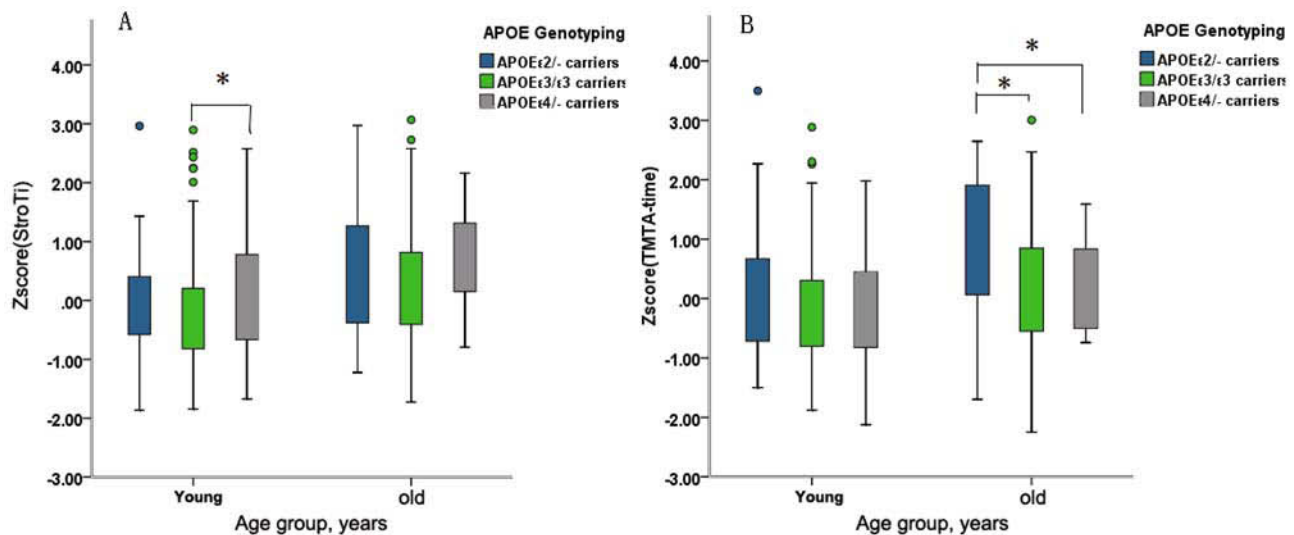 A
APOE Genotyping
APOEε2/- carriers
APOEε3/ε3 carriers
APOEε4/- carriers
*
4.00
3.00
2.00
1.00
.00
-1.00
-2.00
-3.00
Zscore(StroTi)
Young
old
Age group, years
B
APOE Genotyping
APOEε2/- carriers
APOEε3/ε3 carriers
APOEε4/- carriers
*
*
4.00
3.00
2.00
1.00
.00
-1.00
-2.00
-3.00
Zscore(TMTA-time)
Young
old
Age group, years